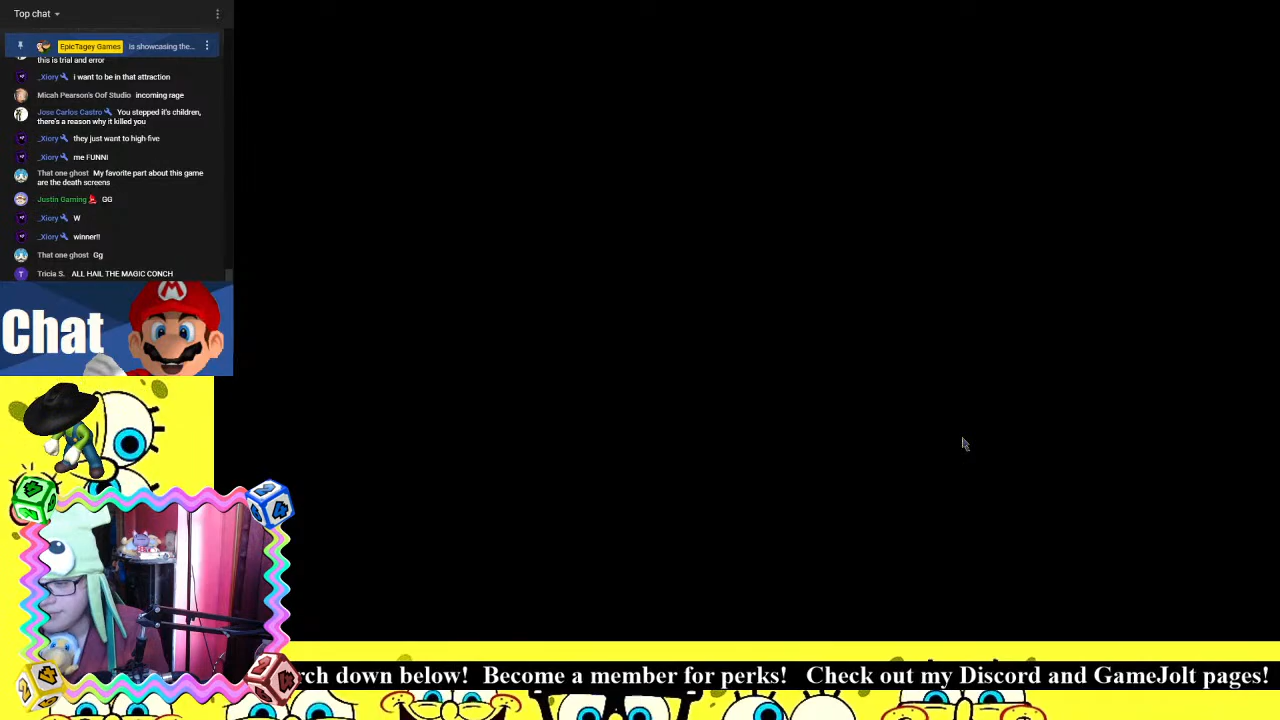 Top chat
EpicTagey Games is showcasing the...
this is trial and error
_Xiory i want to be in that attraction
Micah Pearson's Oof Studio incoming rage
Jose Carlos Castro You stepped it's children,
there's a reason why it killed you
_Xiory they just want to high five
_Xiory me FUNNI
That one ghost My favorite part about this game
are the death screens
Justin Gaming GG
_Xiory W
_Xiory winner!!
That one ghost Gg
T Tricia S. ALL HAIL THE MAGIC CONCH
Chat
M
rch down below! Become a member for perks! Check out my Discord and GameJolt pages!